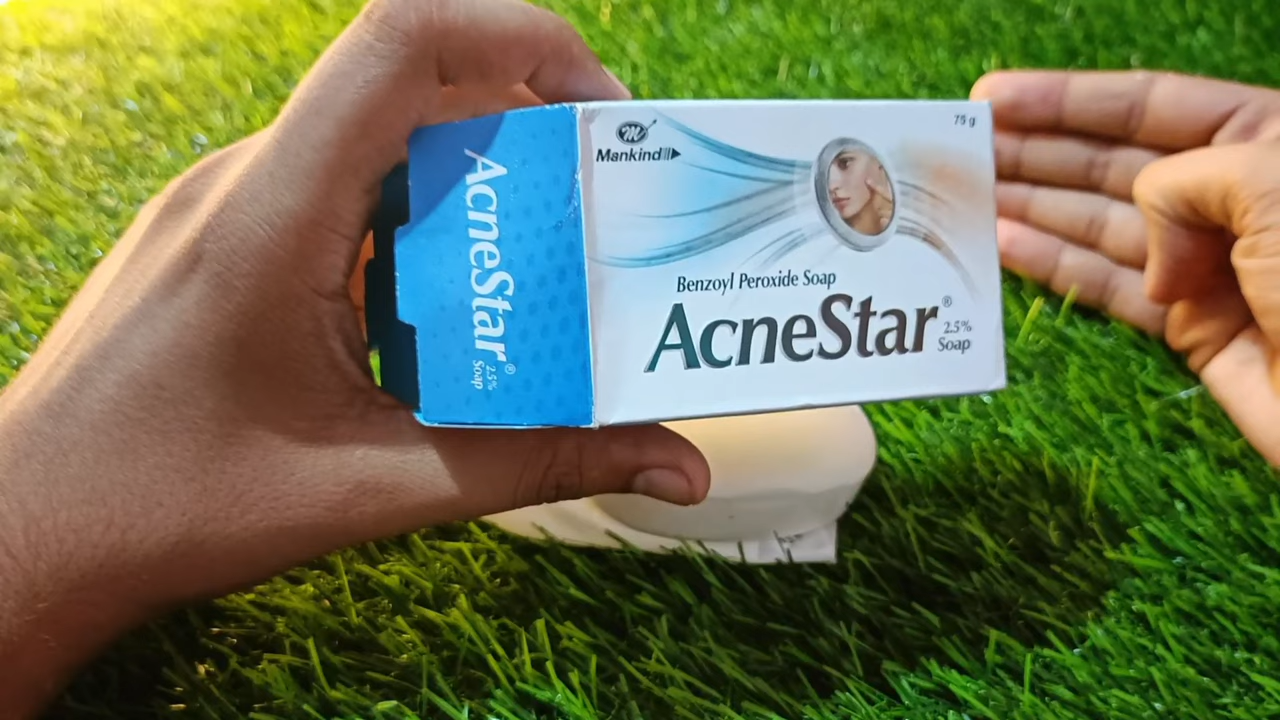 AcneStar® 2.5%
Soap
m
Mankind
75 g
Benzoyl Peroxide Soap
AcneStar® 2.5%
Soap